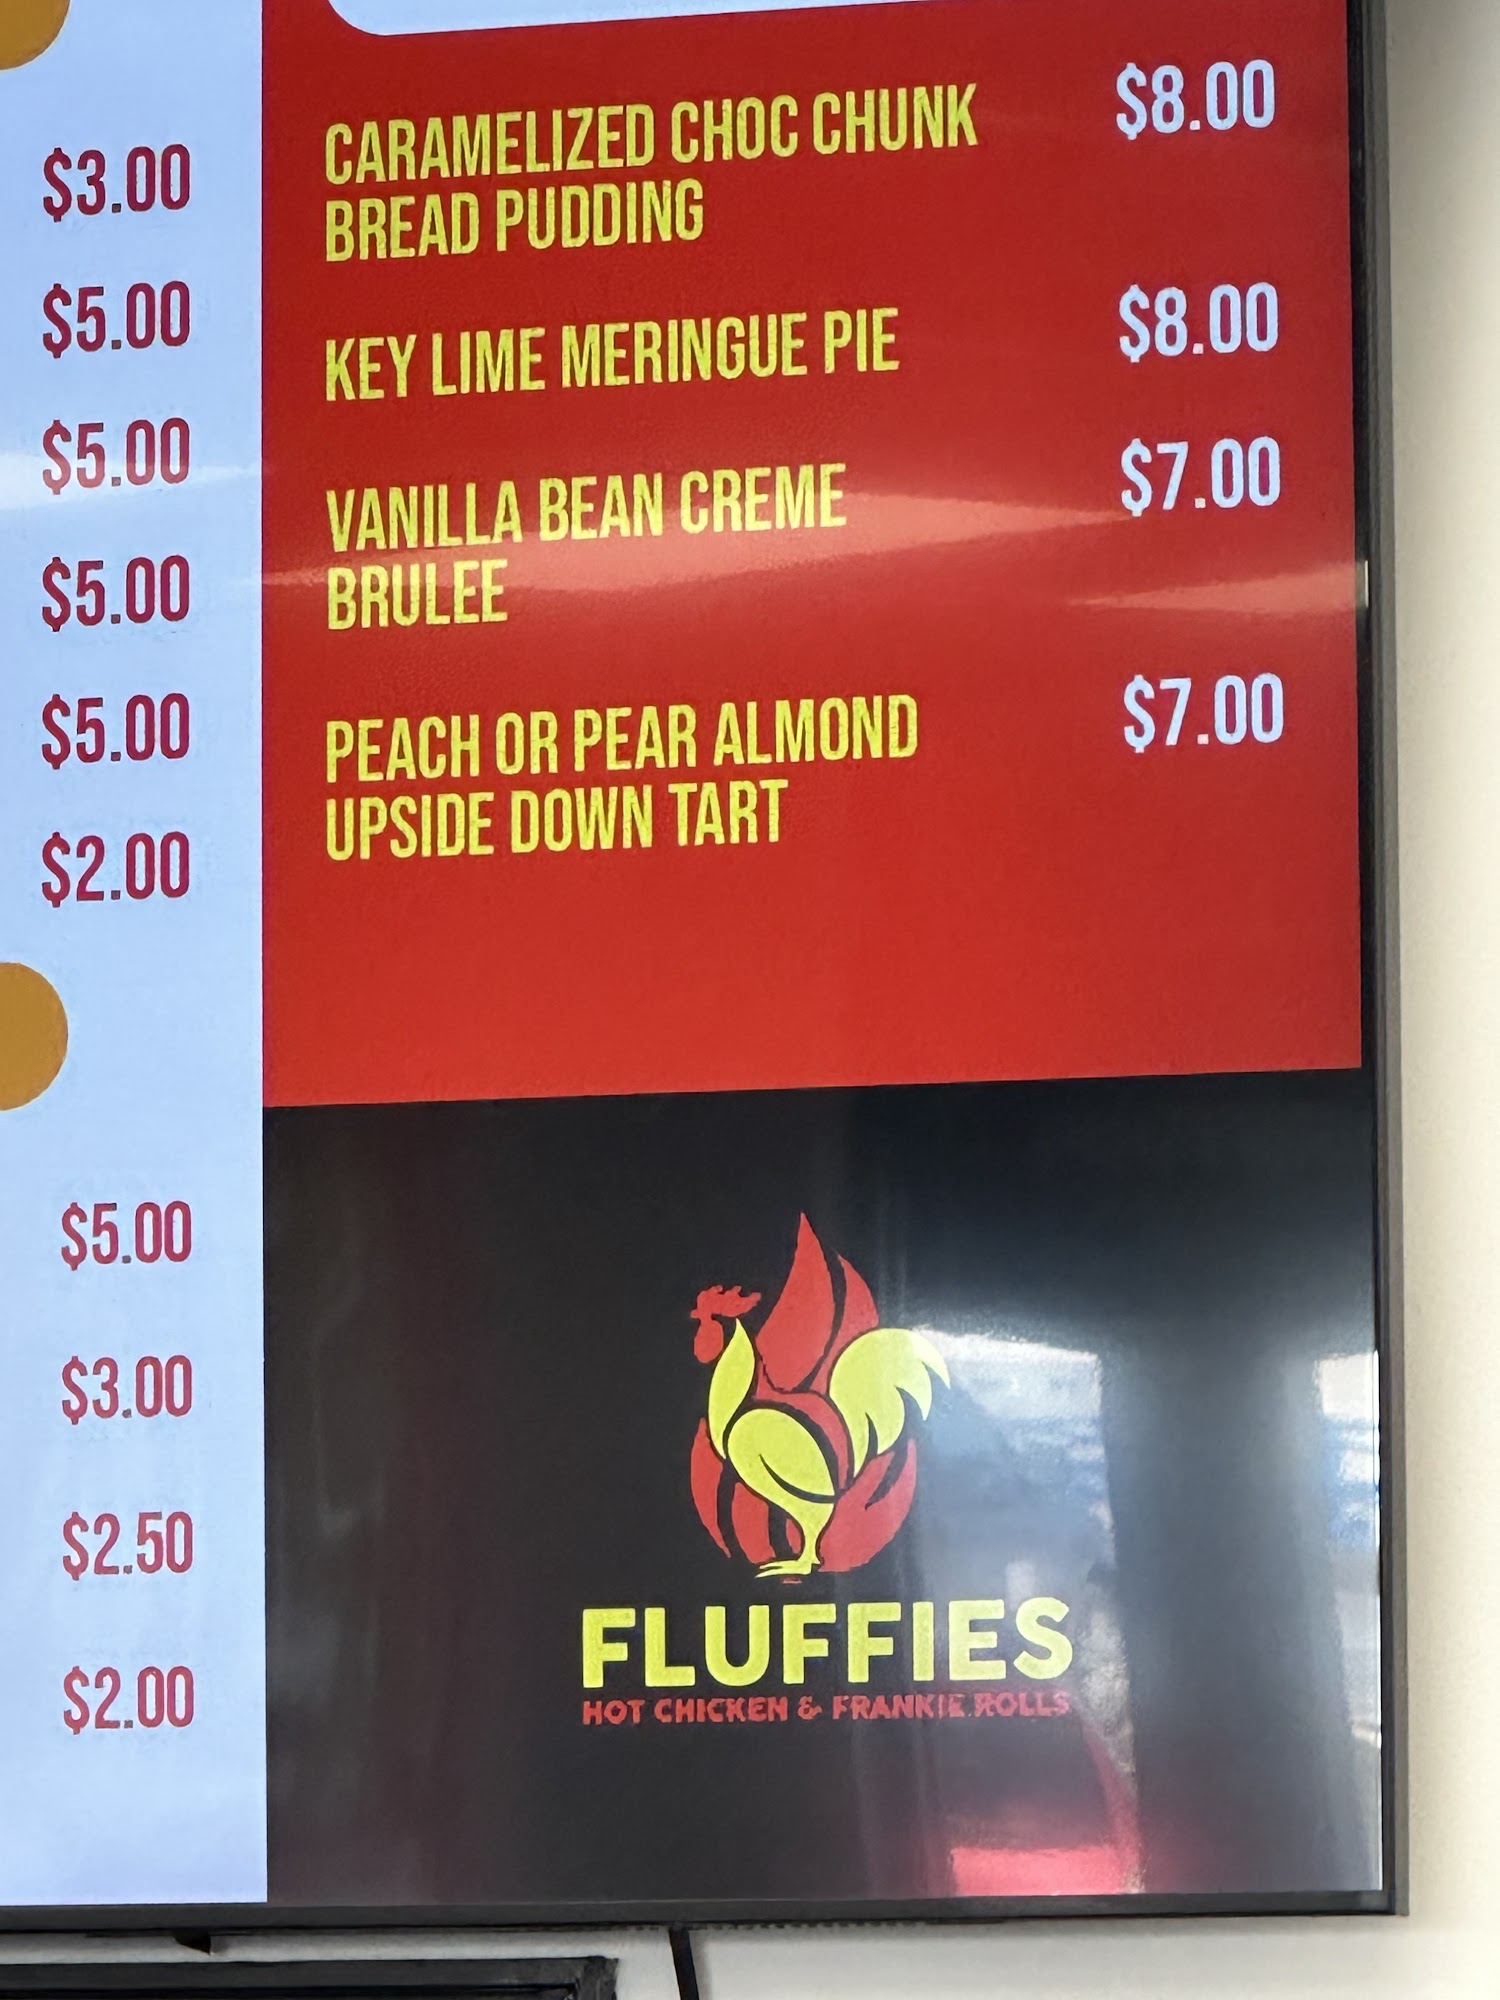 $3.00
$5.00
$5.00
$5.00
$5.00
$2.00
$5.00
$3.00
$2.50
$2.00
CARAMELIZED CHOC CHUNK $8.00
BREAD PUDDING
KEY LIME MERINGUE PIE $8.00
VANILLA BEAN CREME $7.00
BRULEE
PEACH OR PEAR ALMOND $7.00
UPSIDE DOWN TART
FLUFFIES
HOT CHICKEN & FRANKIE ROLLS